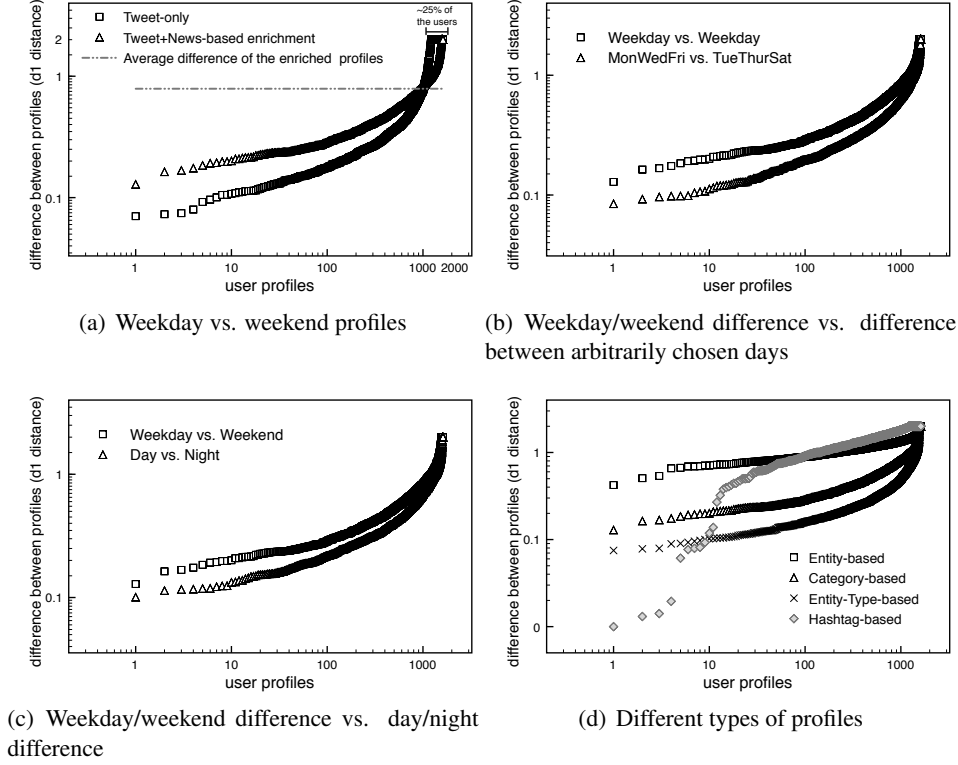 difference between profiles (d1 distance)
2
1
0.1
Tweet-only
Tweet+News-based enrichment
Average difference of the enriched profiles
~25% of
the users
1 10 100 1000 2000
user profiles
(a) Weekday vs. weekend profiles
difference between profiles (d1 distance)
1
0.1
Weekday vs. Weekday
MonWedFri vs. TueThurSat
1 10 100 1000
user profiles
(b) Weekday/weekend difference vs. difference
between arbitrarily chosen days
difference between profiles (d1 distance)
1
0.1
Weekday vs. Weekend
Day vs. Night
1 10 100 1000
user profiles
(c) Weekday/weekend difference vs. day/night
difference
difference between profiles (d1 distance)
1
0.1
0
Entity-based
Category-based
Entity-Type-based
Hashtag-based
1 10 100 1000
user profiles
(d) Different types of profiles